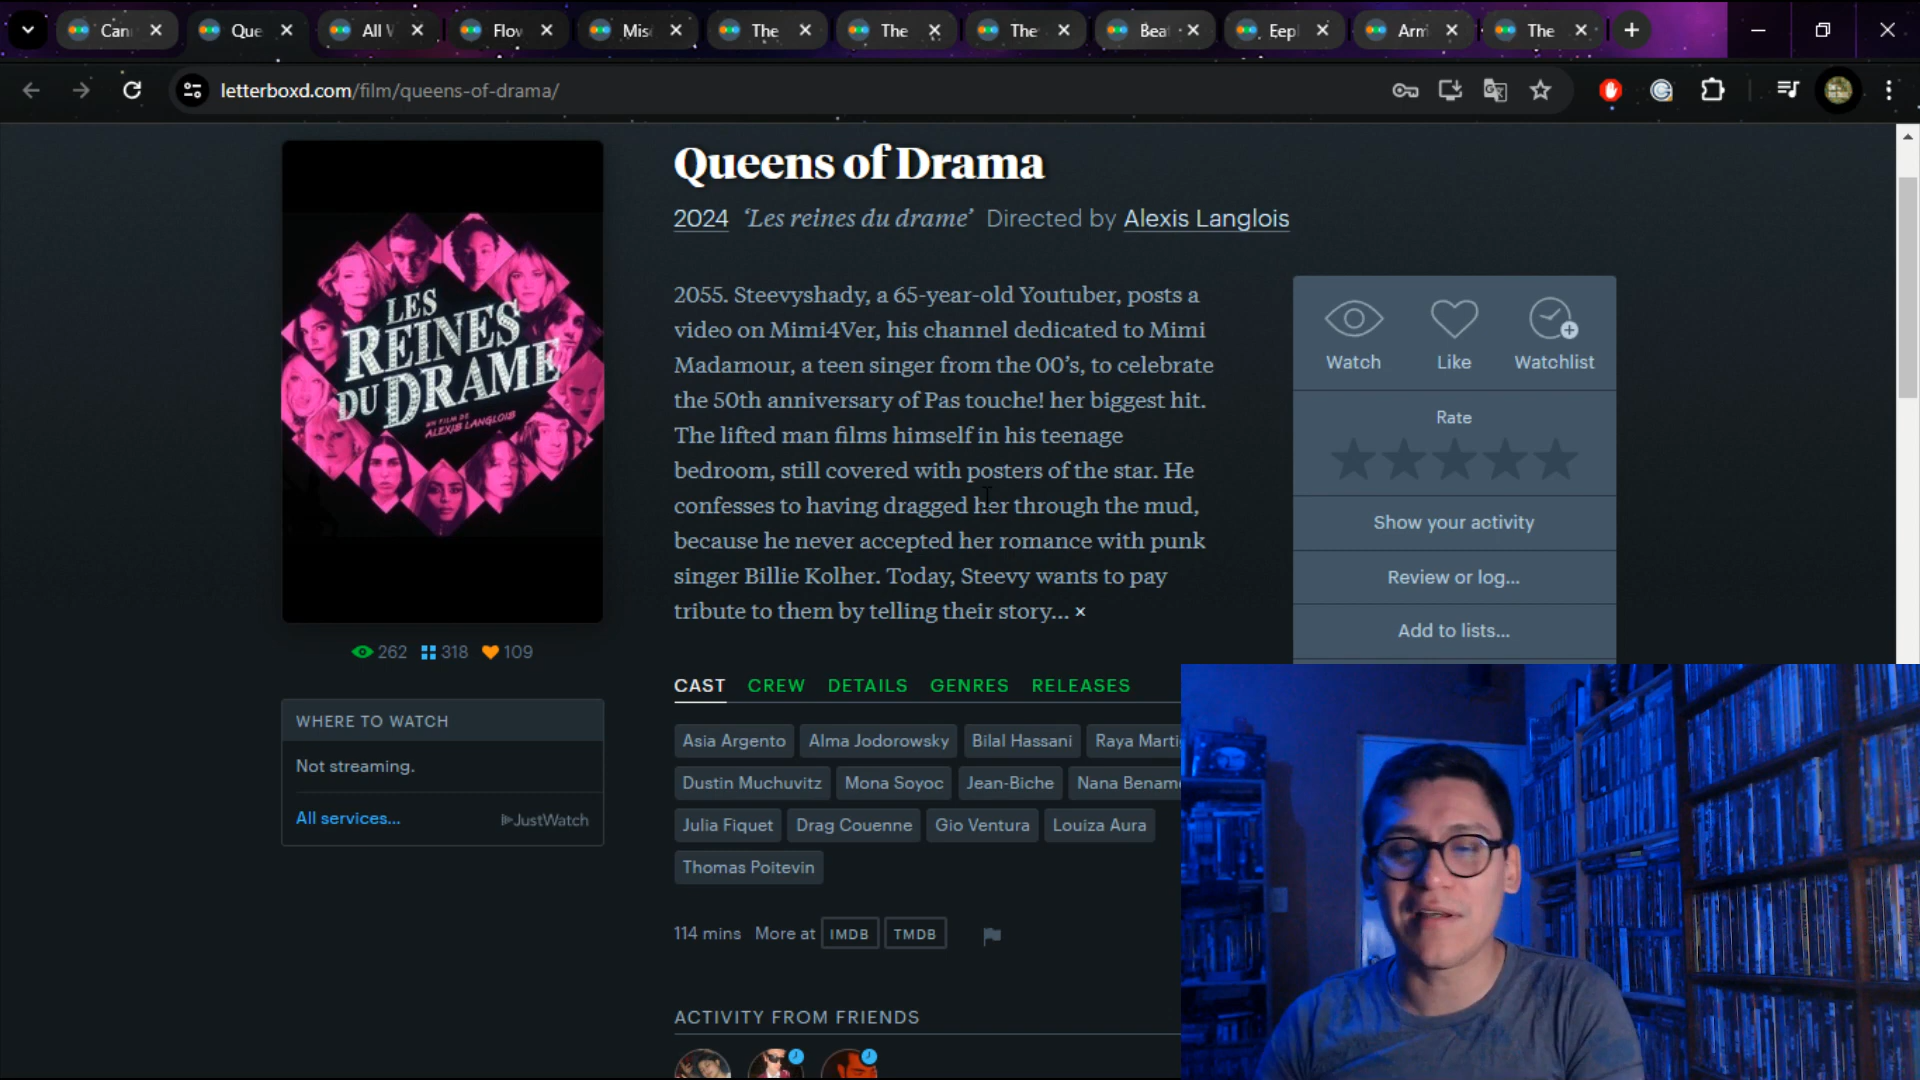 Can
Que
All V
Flov
Mis
The
The
The
Beat
Eepl
Arm
The
letterboxd.com/film/queens-of-drama/
Queens of Drama
2024 ‘Les reines du drame’ Directed by Alexis Langlois
LES
REINES
DU DRAME
UN FILM DE
ALEXIS LANGLOIS
2055. Steevyshady, a 65-year-old Youtuber, posts a
video on Mimi4Ver, his channel dedicated to Mimi
Madamour, a teen singer from the 00’s, to celebrate
the 50th anniversary of Pas touche! her biggest hit.
The lifted man films himself in his teenage
bedroom, still covered with posters of the star. He
confesses to having dragged her through the mud,
because he never accepted her romance with punk
singer Billie Kolher. Today, Steevy wants to pay
tribute to them by telling their story... ×
Watch Like Watchlist
Rate
Show your activity
Review or log...
Add to lists...
262 318 109
WHERE TO WATCH
Not streaming.
All services... JustWatch
CAST CREW DETAILS GENRES RELEASES
Asia Argento Alma Jodorowsky Bilal Hassani Raya Marti
Dustin Muchuvitz Mona Soyoc Jean-Biche Nana Benam
Julia Fiquet Drag Couenne Gio Ventura Louiza Aura
Thomas Poitevin
114 mins More at IMDB TMDB
ACTIVITY FROM FRIENDS